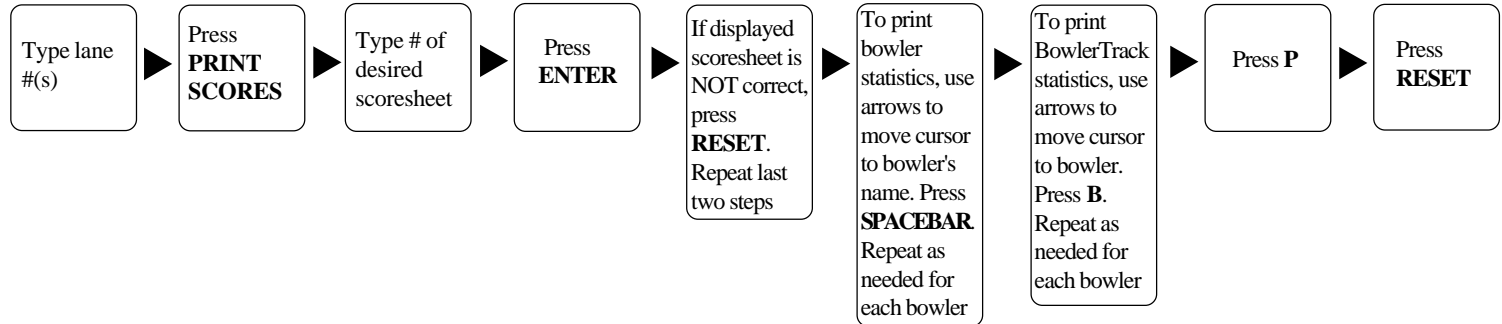 Type lane
#(s)
Press
PRINT
SCORES
Type # of
desired
scoresheet
Press
ENTER
If displayed
scoresheet is
NOT correct,
press
RESET.
Repeat last
two steps
To print
bowler
statistics, use
arrows to
move cursor
to bowler's
name. Press
SPACEBAR.
Repeat as
needed for
each bowler
To print
BowlerTrack
statistics, use
arrows to
move cursor
to bowler.
Press B.
Repeat as
needed for
each bowler
Press P
Press
RESET